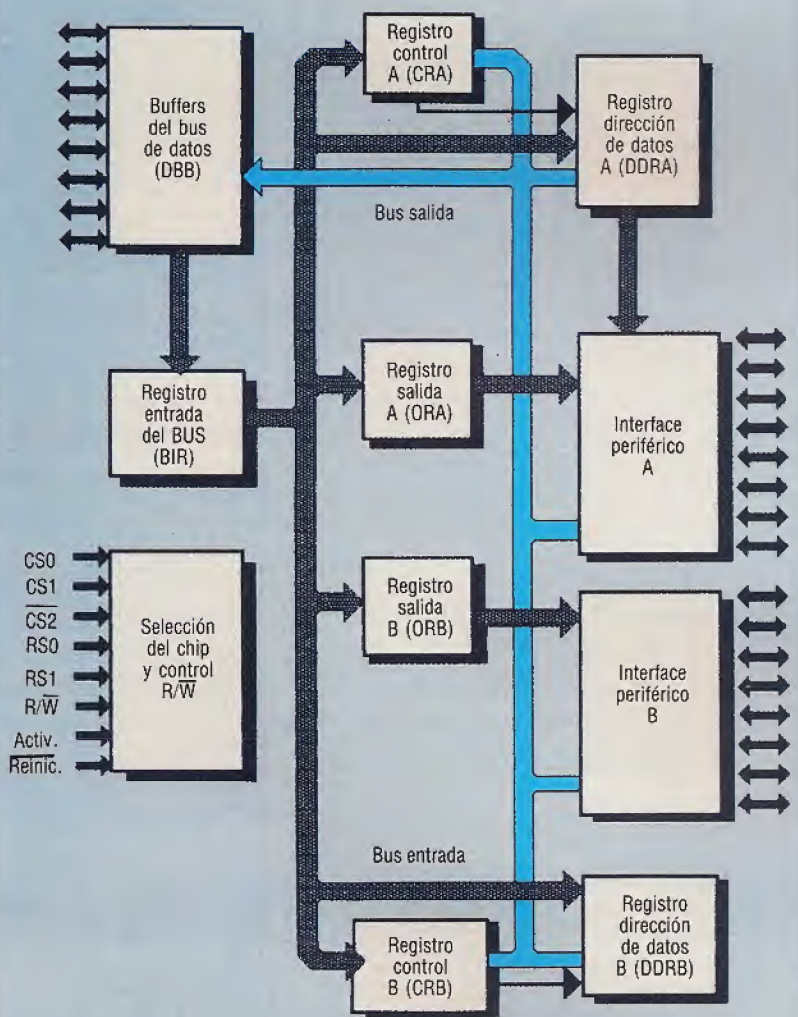 Registro
control
A (CRA)
Buffers
del bus
de datos
(DBB)
Registro
dirección
de datos
A (DDRA)
Bus salida
Registro
entrada
del BUS
(BIR)
Registro
salida
A (ORA)
Interface
periférico
A
CS0
CS1
CS2
RS0
RS1
R/W
Activ.
Reinic.
Selección
del chip
y control
R/W
Registro
salida
B (ORB)
Interface
periférico
B
Bus entrada
Registro
control
B (CRB)
Registro
dirección
de datos
B (DDRB)